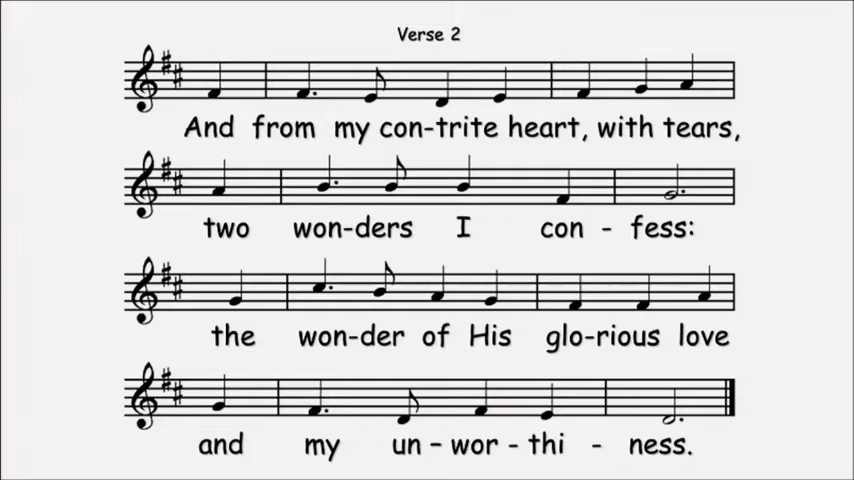 Verse 2
And from my con-trite heart, with tears,
two won-ders I con - fess:
the won-der of His glo-rious love
and my un - wor - thi - ness.